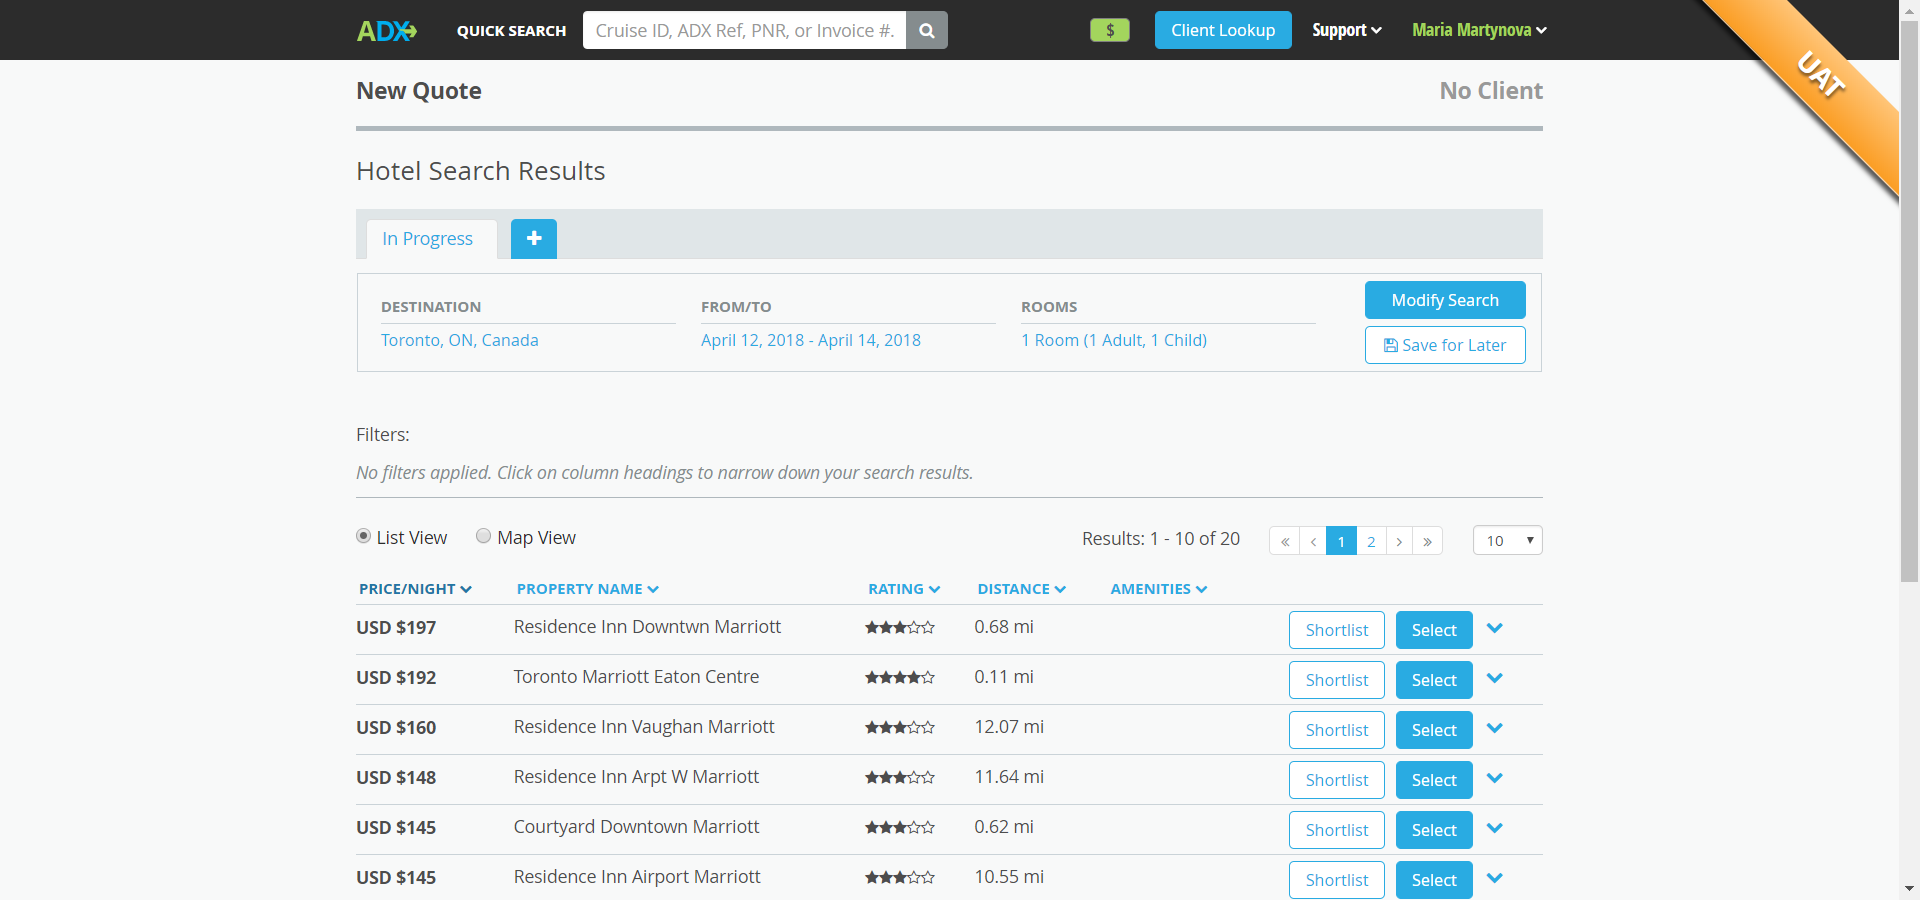 ADX QUICK SEARCH Cruise ID, ADX Ref, PNR, or Invoice #. $ Client Lookup Support Maria Martynova
UAT
New Quote No Client
Hotel Search Results
In Progress +
DESTINATION FROM/TO ROOMS Modify Search
Toronto, ON, Canada April 12, 2018 - April 14, 2018 1 Room (1 Adult, 1 Child) Save for Later
Filters:
No filters applied. Click on column headings to narrow down your search results.
List View Map View Results: 1 - 10 of 20 « ‹ 1 2 › » 10
PRICE/NIGHT PROPERTY NAME RATING DISTANCE AMENITIES
USD $197 Residence Inn Downtwn Marriott 0.68 mi Shortlist Select
USD $192 Toronto Marriott Eaton Centre 0.11 mi Shortlist Select
USD $160 Residence Inn Vaughan Marriott 12.07 mi Shortlist Select
USD $148 Residence Inn Arpt W Marriott 11.64 mi Shortlist Select
USD $145 Courtyard Downtown Marriott 0.62 mi Shortlist Select
USD $145 Residence Inn Airport Marriott 10.55 mi Shortlist Select